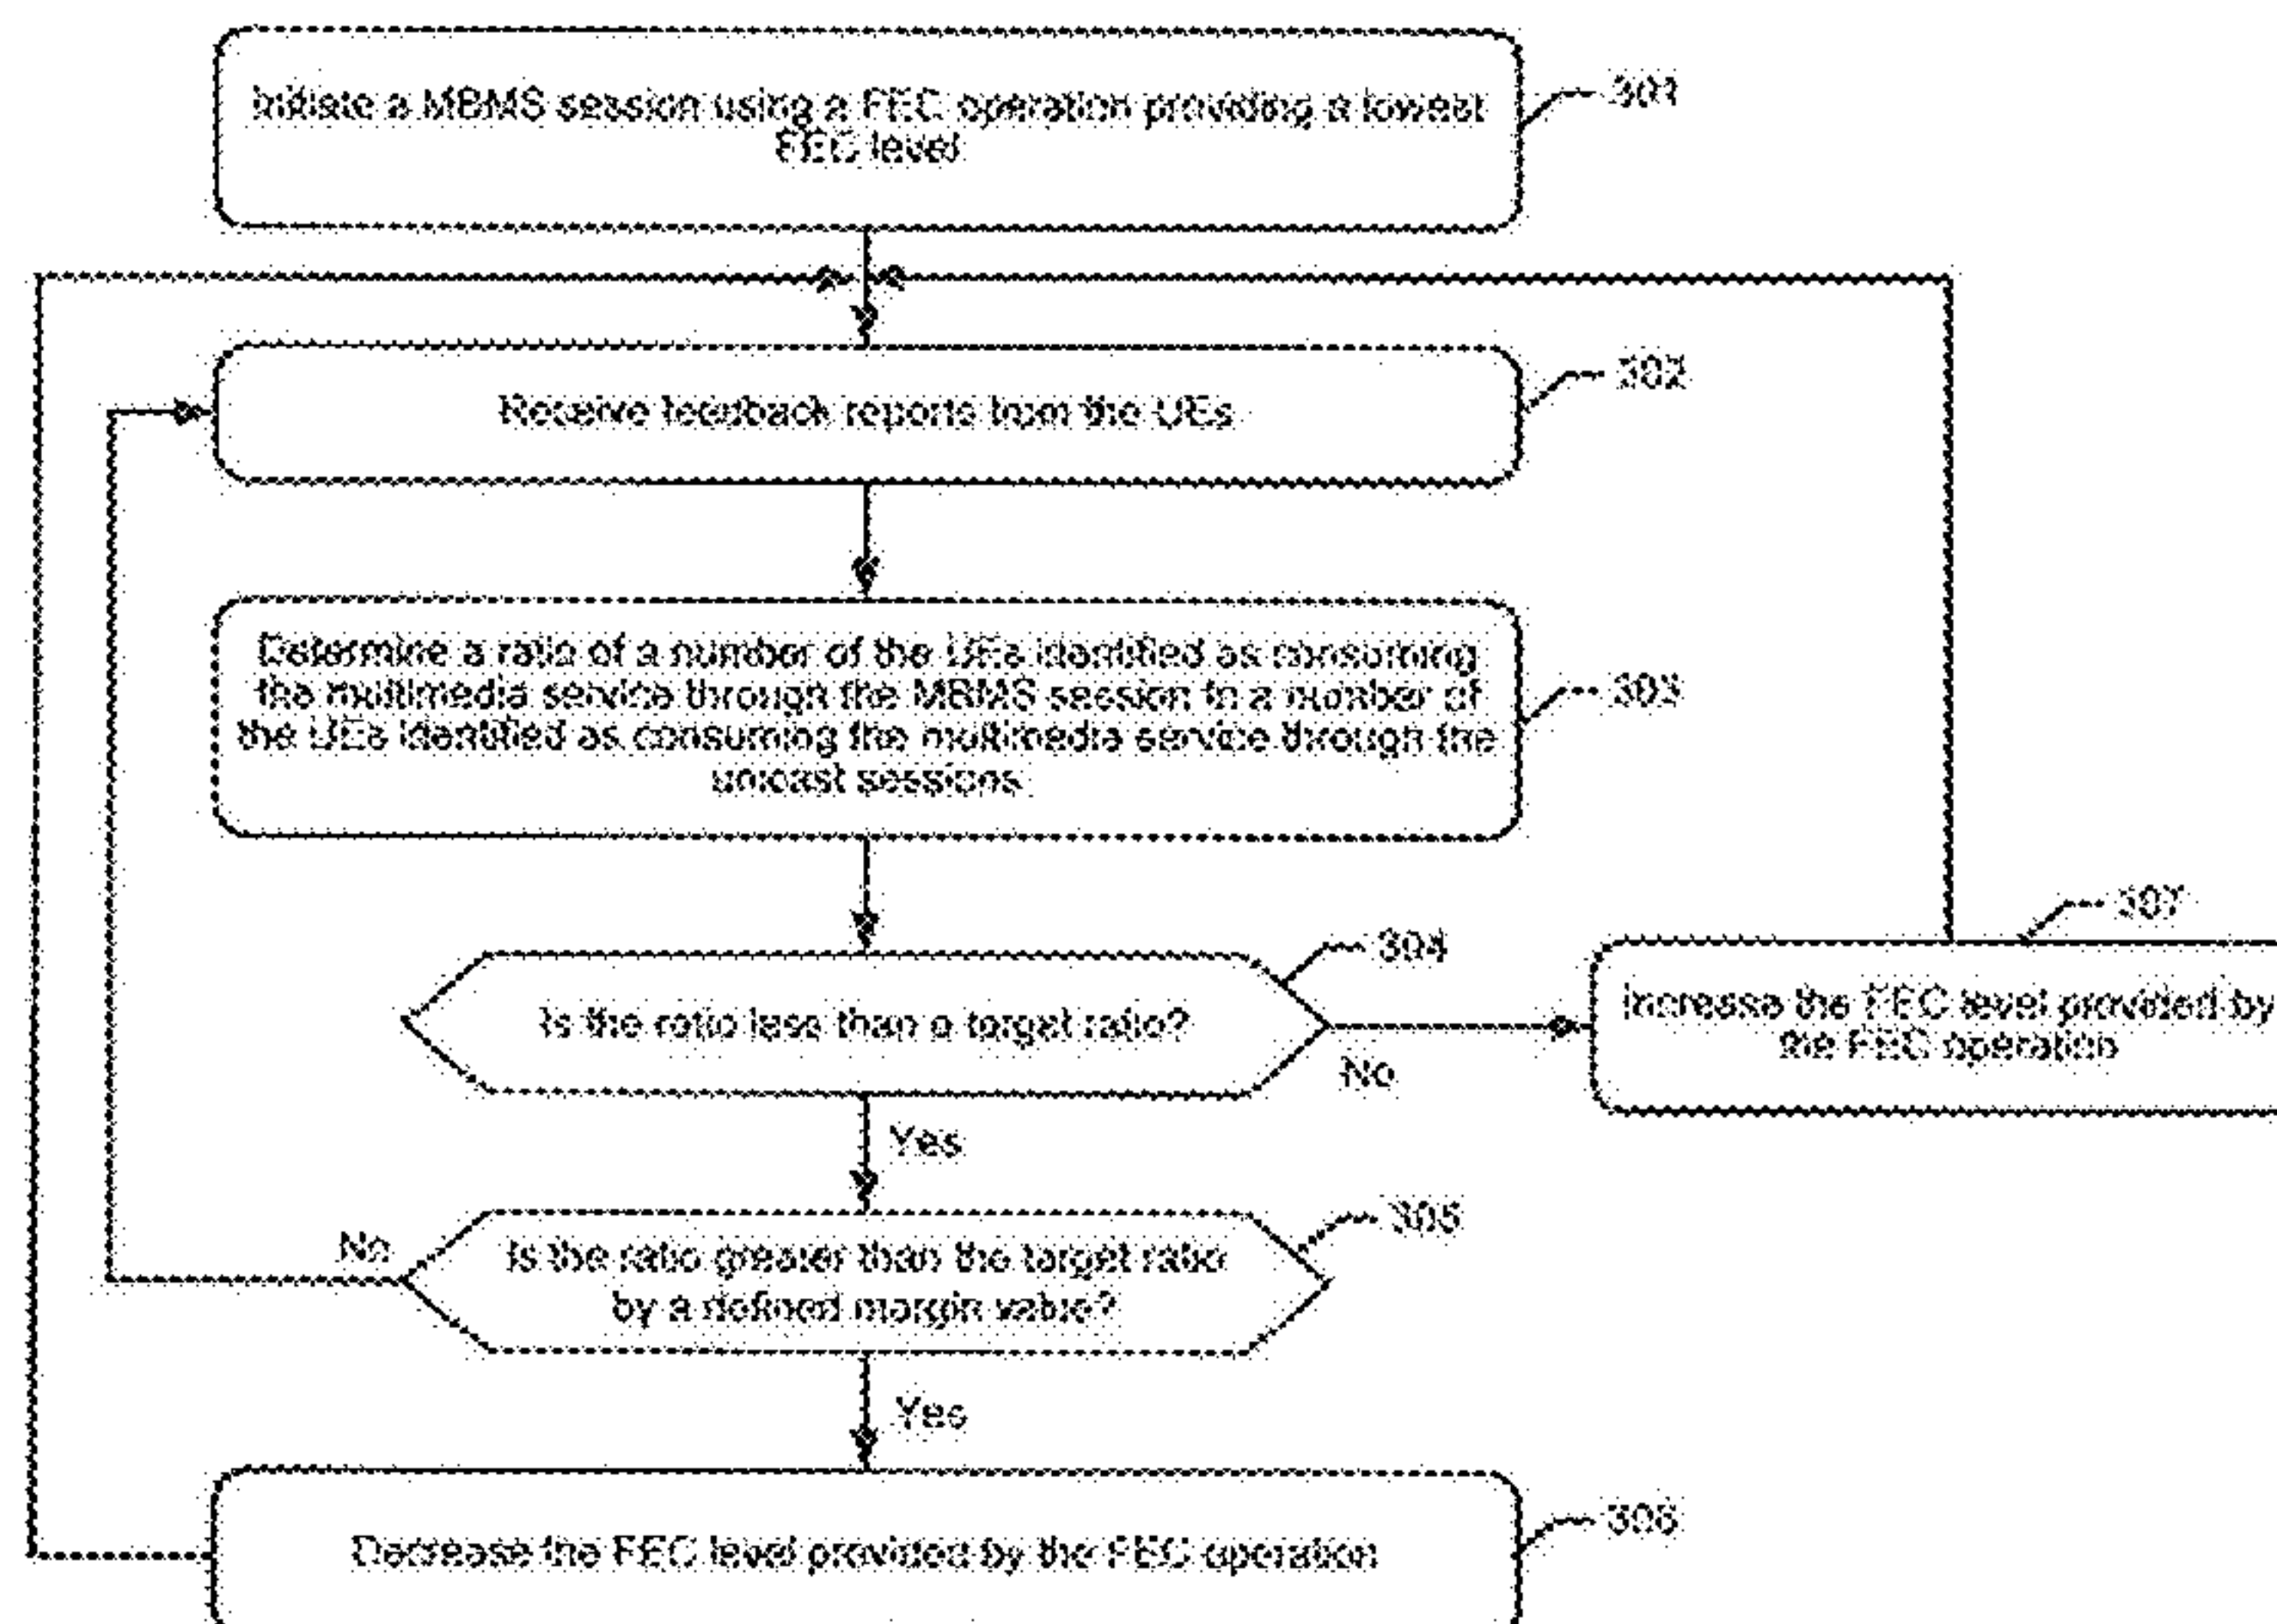 Initiate a MBMS session using a FEC operation providing a lowest
FEC level
301
Receive feedback reports from the UEs
302
Determine a ratio of a number of the UEs identified as consuming
the multimedia service through the MBMS session to a number of
the UEs identified as consuming the multimedia service through the
unicast sessions
303
Is the ratio less than a target ratio?
304
No
Increase the FEC level provided by
the FEC operation
307
Yes
Is the ratio greater than the target ratio
by a defined margin value?
305
No
Yes
Decrease the FEC level provided by the FEC operation
306